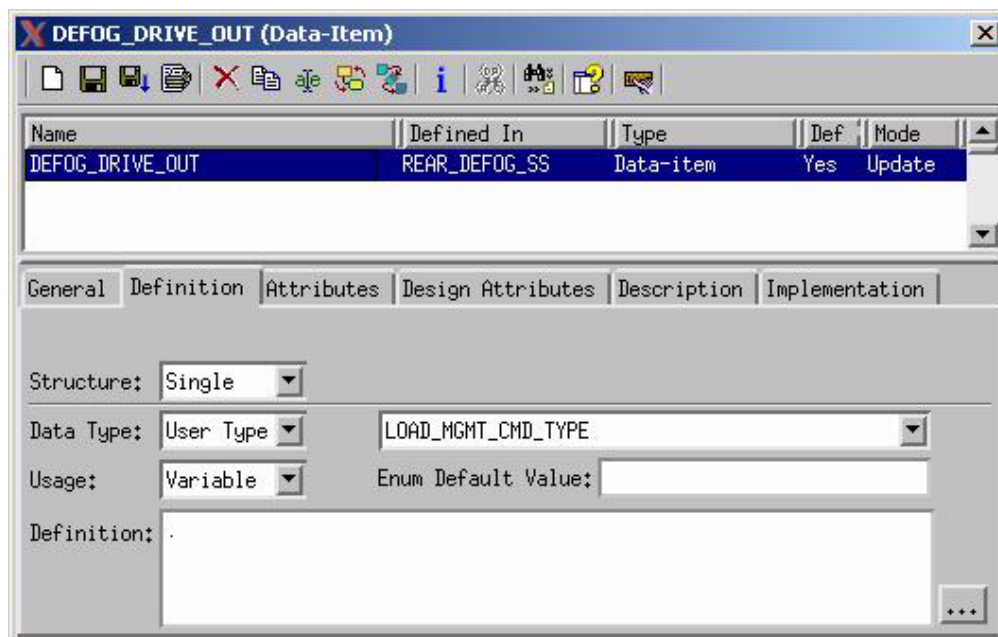 DEFOG_DRIVE_OUT (Data-Item)
Name Defined In Type Def Mode
DEFOG_DRIVE_OUT REAR_DEFOG_SS Data-item Yes Update
General Definition Attributes Design Attributes Description Implementation
Structure: Single
Data Type: User Type LOAD_MGMT_CMD_TYPE
Usage: Variable Enum Default Value:
Definition: .
...